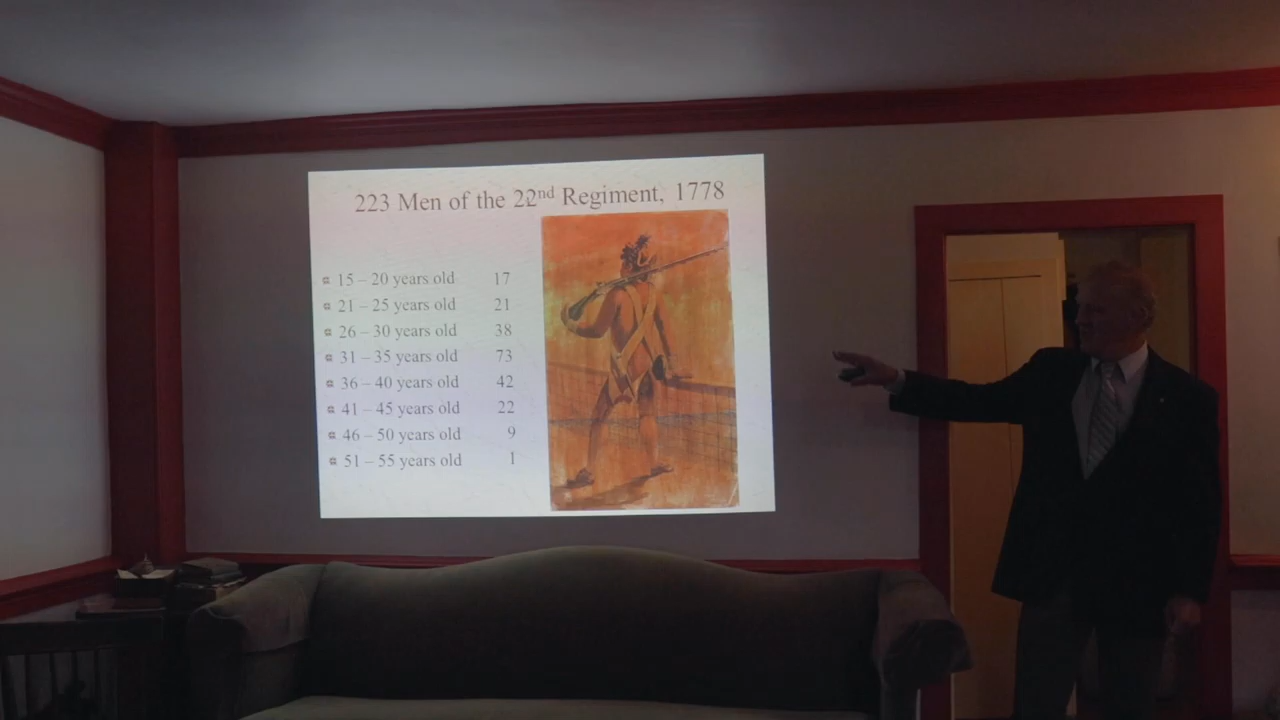 223 Men of the 22nd Regiment, 1778
15 – 20 years old 17
21 – 25 years old 21
26 – 30 years old 38
31 – 35 years old 73
36 – 40 years old 42
41 – 45 years old 22
46 – 50 years old 9
51 – 55 years old 1